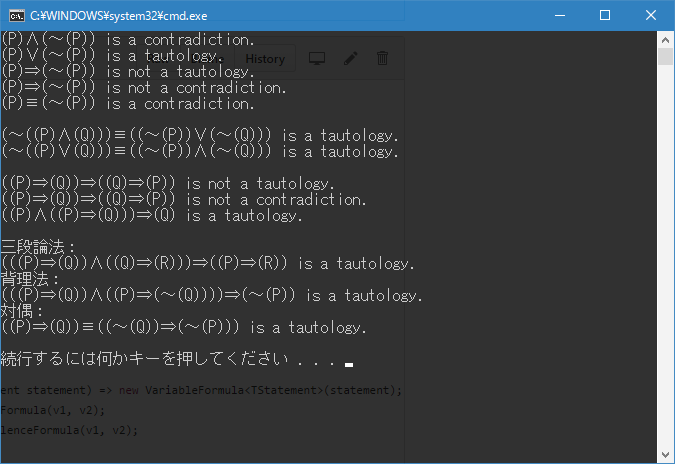 C:¥WINDOWS¥system32¥cmd.exe
(P)∧(～(P)) is a contradiction.
(P)∨(～(P)) is a tautology.
(P)⇒(～(P)) is not a tautology.
History
(P)⇒(～(P)) is not a contradiction.
(P)≡(～(P)) is a contradiction.
(～((P)∧(Q)))≡((～(P))∨(～(Q))) is a tautology.
(～((P)∨(Q)))≡((～(P))∧(～(Q))) is a tautology.
((P)⇒(Q))⇒((Q)⇒(P)) is not a tautology.
((P)⇒(Q))⇒((Q)⇒(P)) is not a contradiction.
((P)∧((P)⇒(Q)))⇒(Q) is a tautology.
三段論法：
(((P)⇒(Q))∧((Q)⇒(R)))⇒((P)⇒(R)) is a tautology.
背理法：
(((P)⇒(Q))∧((P)⇒(～(Q))))⇒(～(P)) is a tautology.
対偶：
((P)⇒(Q))≡((～(Q))⇒(～(P))) is a tautology.
続行するには何かキーを押してください . . .
ent statement) => new VariableFormula<TStatement>(statement);
Formula(v1, v2);
lenceFormula(v1, v2);